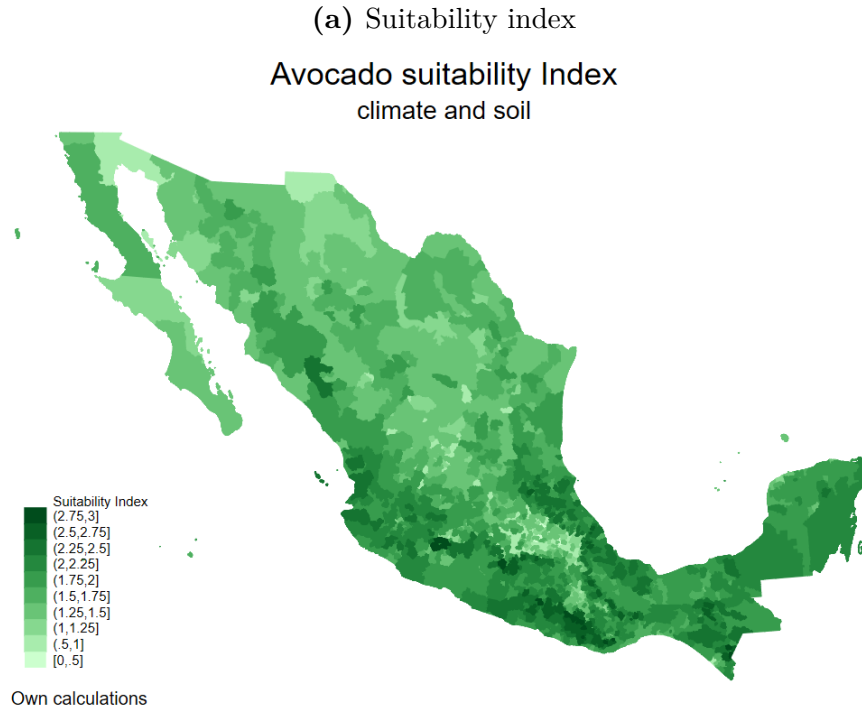 (a) Suitability index
Avocado suitability Index
climate and soil
Suitability Index
(2.75,3]
(2.5,2.75]
(2.25,2.5]
(2,2.25]
(1.75,2]
(1.5,1.75]
(1.25,1.5]
(1,1.25]
(.5,1]
[0,.5]
Own calculations